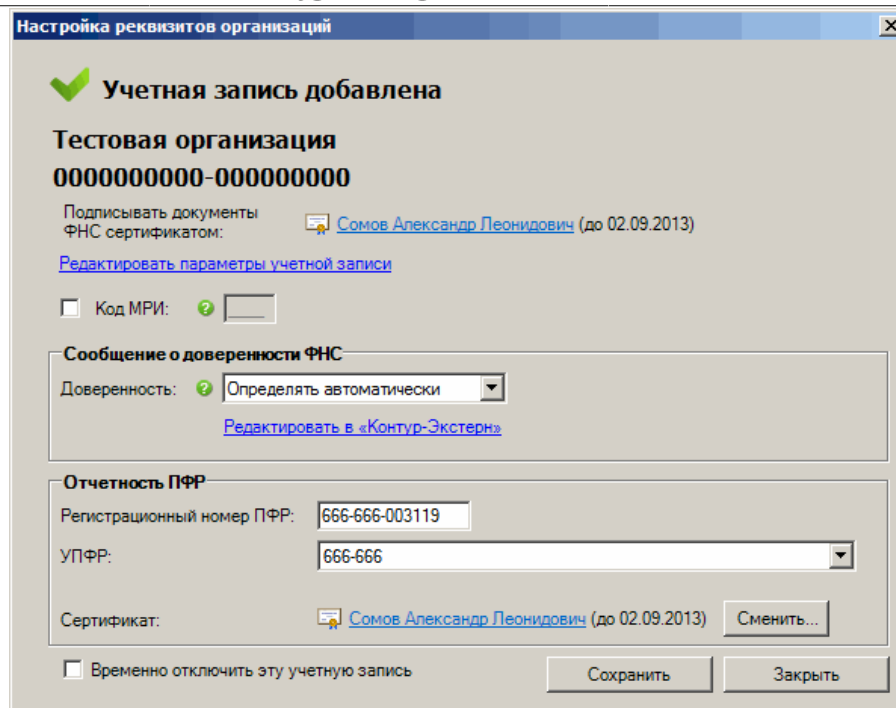 Настройка реквизитов организаций
Учетная запись добавлена
Тестовая организация
0000000000-000000000
Подписывать документы
ФНС сертификатом:
Сомов Александр Леонидович (до 02.09.2013)
Редактировать параметры учетной записи
Код МРИ:
Сообщение о доверенности ФНС
Доверенность: Определять автоматически
Редактировать в «Контур-Экстерн»
Отчетность ПФР
Регистрационный номер ПФР: 666-666-003119
УПФР: 666-666
Сертификат: Сомов Александр Леонидович (до 02.09.2013) Сменить...
Временно отключить эту учетную запись Сохранить Закрыть